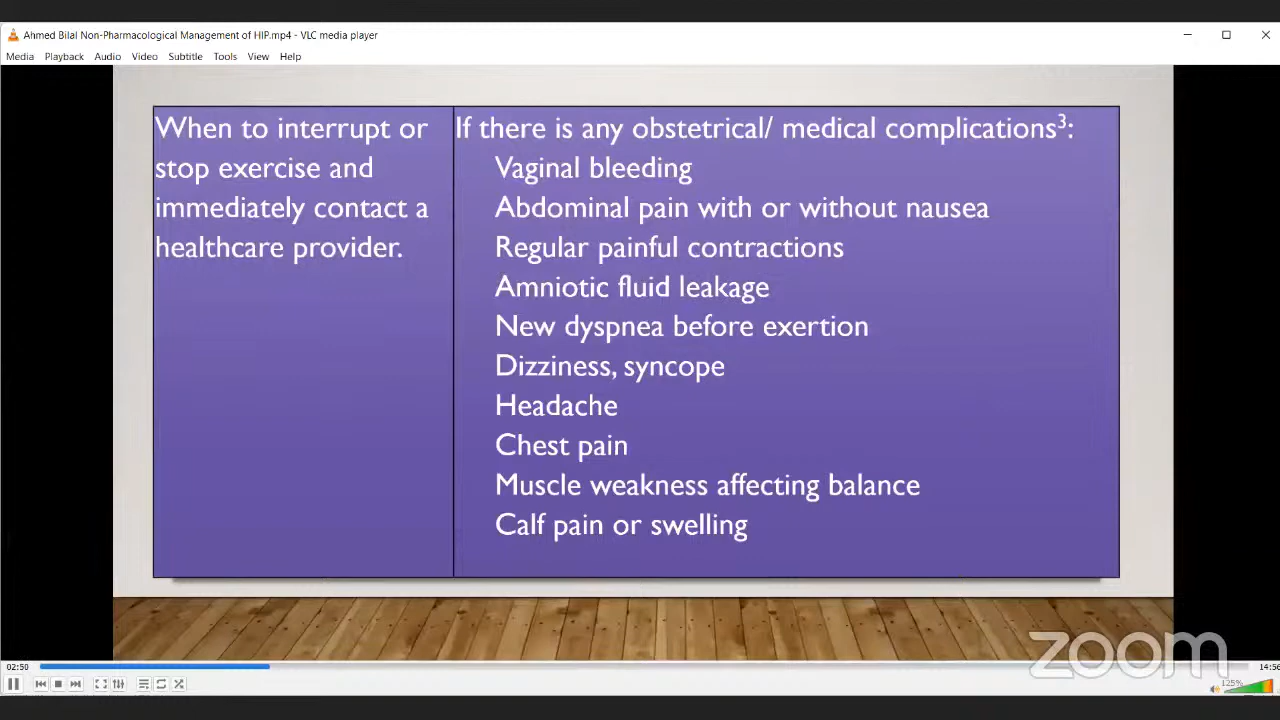 Ahmed Bilal Non-Pharmacological Management of HIP.mp4 - VLC media player
Media Playback Audio Video Subtitle Tools View Help
When to interrupt or
stop exercise and
immediately contact a
healthcare provider.
If there is any obstetrical/ medical complications³:
Vaginal bleeding
Abdominal pain with or without nausea
Regular painful contractions
Amniotic fluid leakage
New dyspnea before exertion
Dizziness, syncope
Headache
Chest pain
Muscle weakness affecting balance
Calf pain or swelling
zoom
02:50
14:56
125%